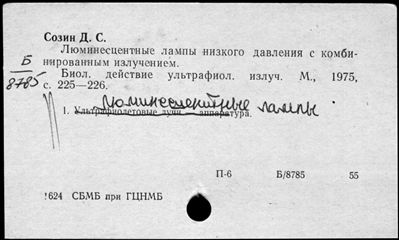 Созин Д. С.
Люминесцентные лампы низкого давления с комби-
нированным излучением.
Б
8785
Биол. действие ультрафиол. излуч. М., 1975,
с. 225—226.
люминесцентные лампы
1. Ультрафиолетовые лучи — аппаратура.
П-6 Б/8785 55
1624 СБМБ при ГЦНМБ